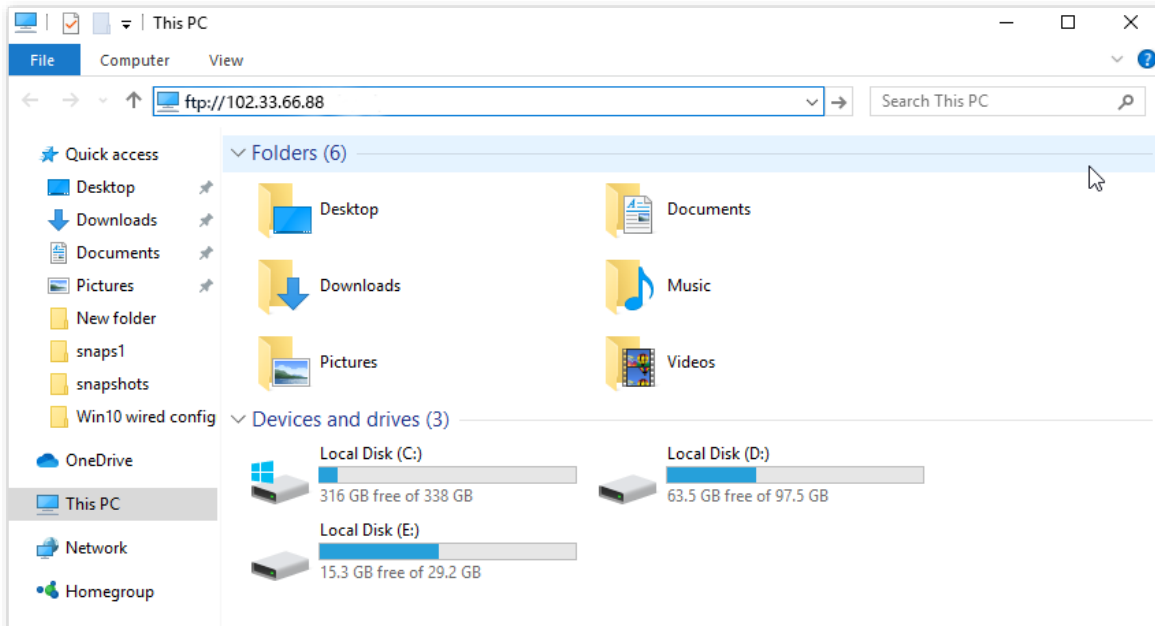 This PC
File Computer View
ftp://102.33.66.88 Search This PC
Quick access
Desktop
Downloads
Documents
Pictures
New folder
snaps1
snapshots
Win10 wired config
OneDrive
This PC
Network
Homegroup
Folders (6)
Desktop
Documents
Downloads
Music
Pictures
Videos
Devices and drives (3)
Local Disk (C:)
316 GB free of 338 GB
Local Disk (D:)
63.5 GB free of 97.5 GB
Local Disk (E:)
15.3 GB free of 29.2 GB